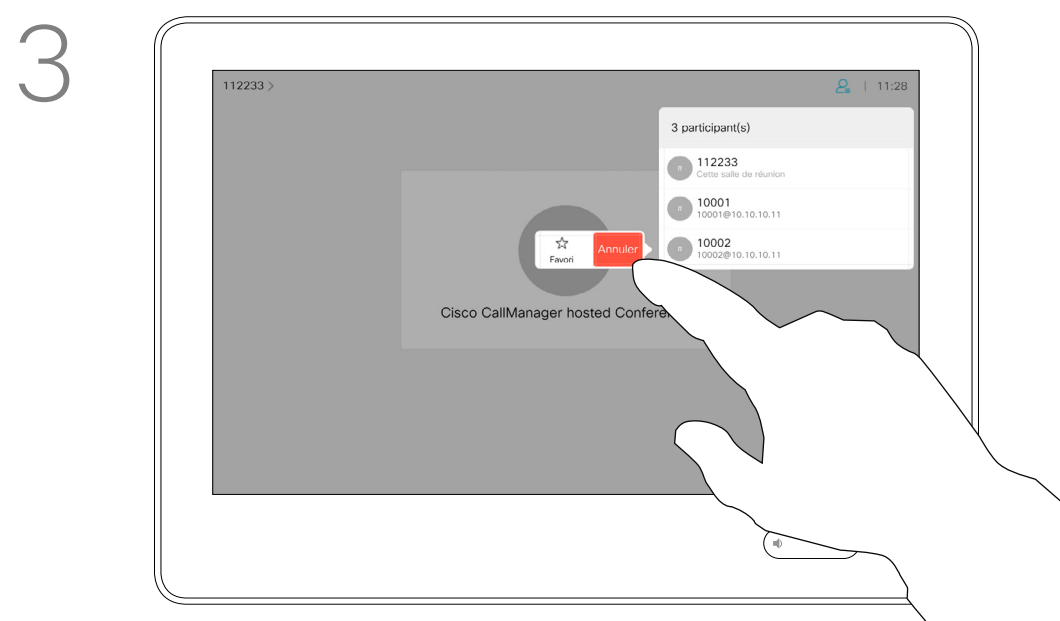 3
112233 >
11:28
3 participant(s)
112233
Cette salle de réunion
10001
10001@10.10.10.11
10002
10002@10.10.10.11
Favori
Annuler
Cisco CallManager hosted Confere